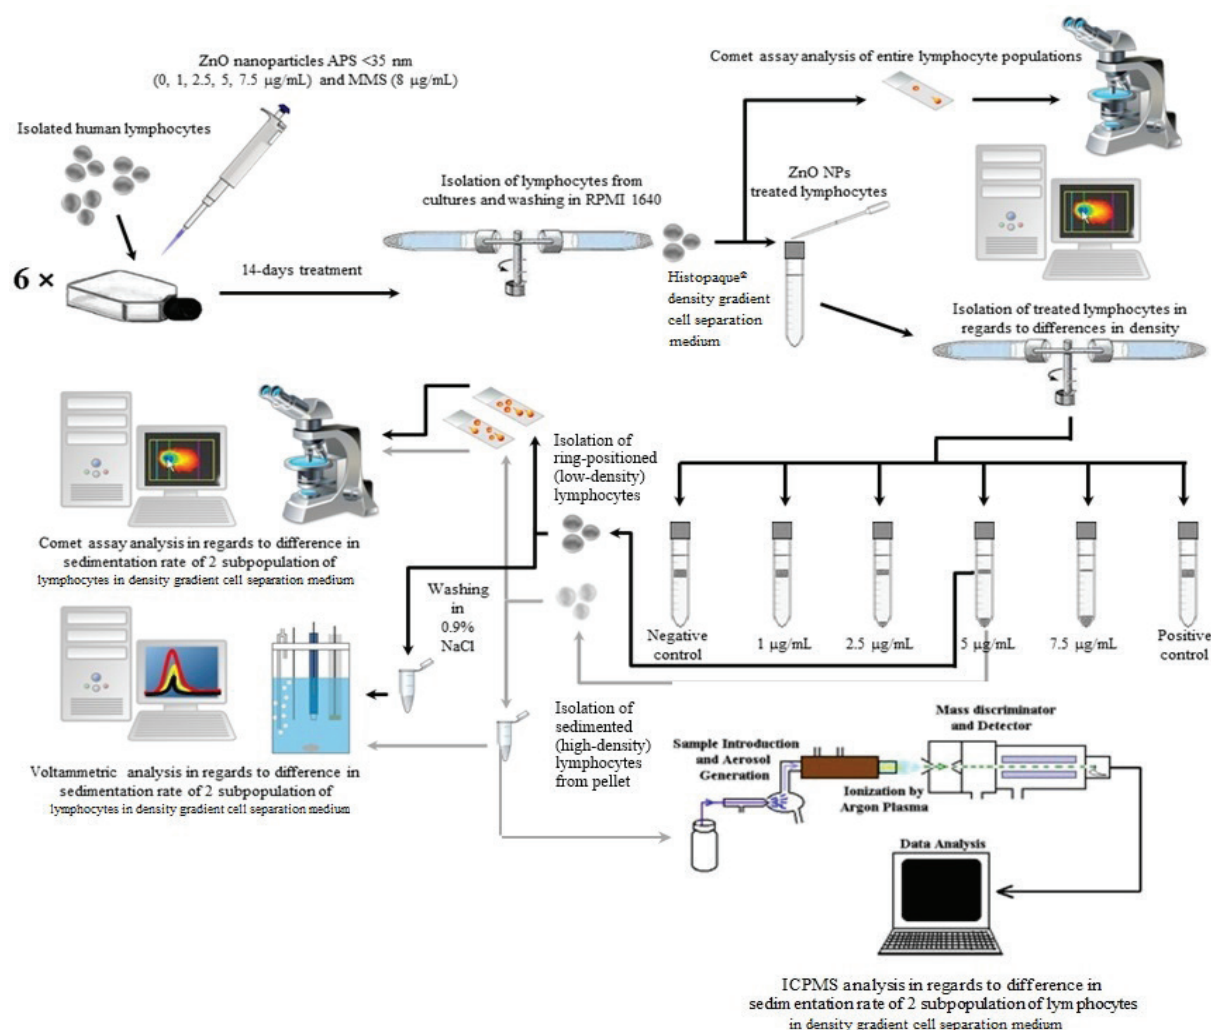 ZnO nanoparticles APS <35 nm
(0, 1, 2.5, 5, 7.5 µg/mL) and MMS (8 µg/mL)
Isolated human lymphocytes
6 ×
14-days treatment
Isolation of lymphocytes from
cultures and washing in RPMI 1640
Comet assay analysis of entire lymphocyte populations
ZnO NPs
treated lymphocytes
Histopaque®
density gradient
cell separation
medium
Isolation of treated lymphocytes in
regards to differences in density
Negative
control
1 µg/mL
2.5 µg/mL
5 µg/mL
7.5 µg/mL
Positive
control
Isolation of
ring-positioned
(low-density)
lymphocytes
Comet assay analysis in regards to difference in
sedimentation rate of 2 subpopulation of
lymphocytes in density gradient cell separation medium
Washing
in
0.9%
NaCl
Voltammetric analysis in regards to difference in
sedimentation rate of 2 subpopulation of
lymphocytes in density gradient cell separation medium
Isolation of
sedimented
(high-density)
lymphocytes
from pellet
Sample Introduction
and Aerosol
Generation
Mass discriminator
and Detector
Ionization by
Argon Plasma
Data Analysis
ICPMS analysis in regards to difference in
sedimentation rate of 2 subpopulation of lymphocytes
in density gradient cell separation medium